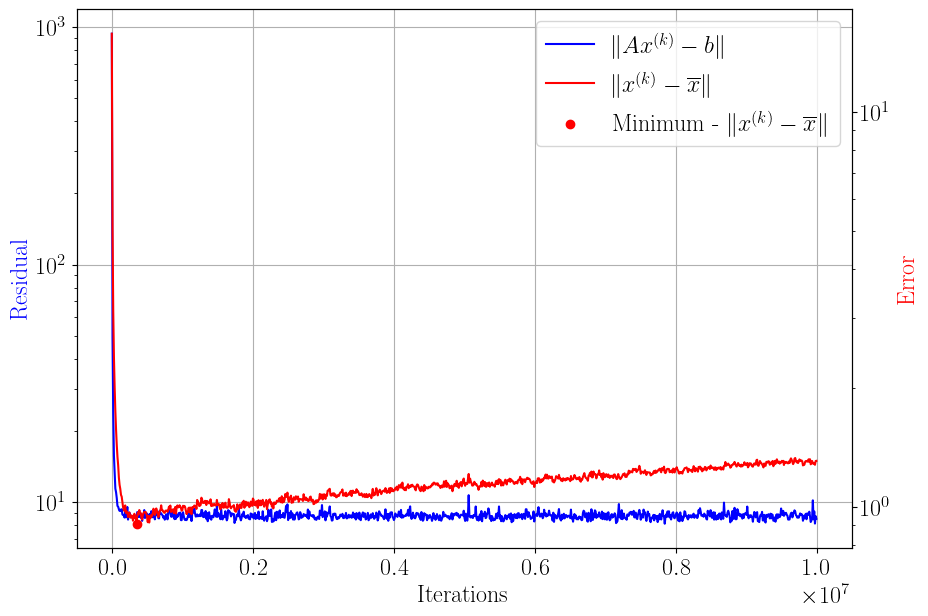 ‖Ax⁽ᵏ⁾ − b‖
‖x⁽ᵏ⁾ − x̅‖
Minimum - ‖x⁽ᵏ⁾ − x̅‖
10³
10²
10¹
Residual
10¹
10⁰
Error
0.0 0.2 0.4 0.6 0.8 1.0
Iterations
×10⁷